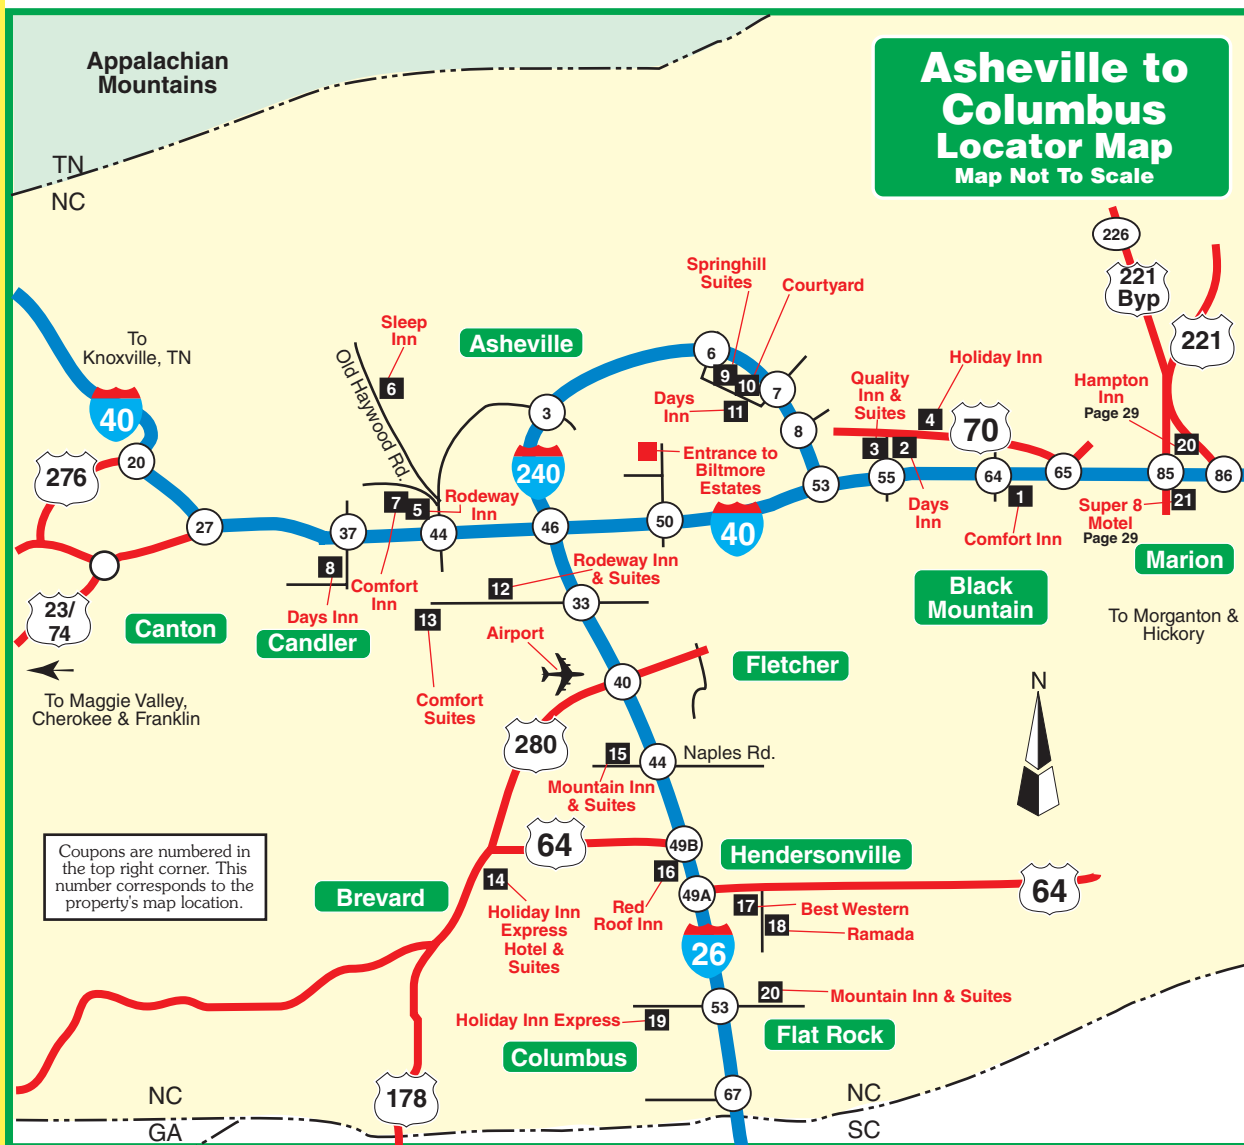 Appalachian
Mountains
Asheville to
Columbus
Locator Map
Map Not To Scale
TN
NC
226
221
Byp
221
Springhill
Suites
Courtyard
Sleep
Inn
6
To
Knoxville, TN
Old Haywood Rd.
Asheville
6
9
10
7
Days
Inn
11
8
3
Quality
Inn &
Suites
Holiday Inn
4
70
3
2
Hampton
Inn
Page 29
20
40
276
20
240
Entrance to
Biltmore
Estates
53
55
64
65
85
86
Days
Inn
1
Comfort Inn
Super 8
Motel
Page 29
21
Marion
27
37
7
5
Rodeway
Inn
44
46
50
40
8
Days Inn
Comfort
Inn
Rodeway Inn
& Suites
12
33
13
Black
Mountain
To Morganton &
Hickory
23/
74
Canton
Candler
Airport
Fletcher
40
To Maggie Valley,
Cherokee & Franklin
Comfort
Suites
N
280
15
44
Naples Rd.
Mountain Inn
& Suites
64
49B
Hendersonville
Coupons are numbered in
the top right corner. This
number corresponds to the
property's map location.
Brevard
14
Holiday Inn
Express
Hotel &
Suites
16
Red
Roof Inn
49A
64
17
Best Western
18
Ramada
26
20
Mountain Inn & Suites
53
Holiday Inn Express
19
Flat Rock
Columbus
178
67
NC
GA
NC
SC